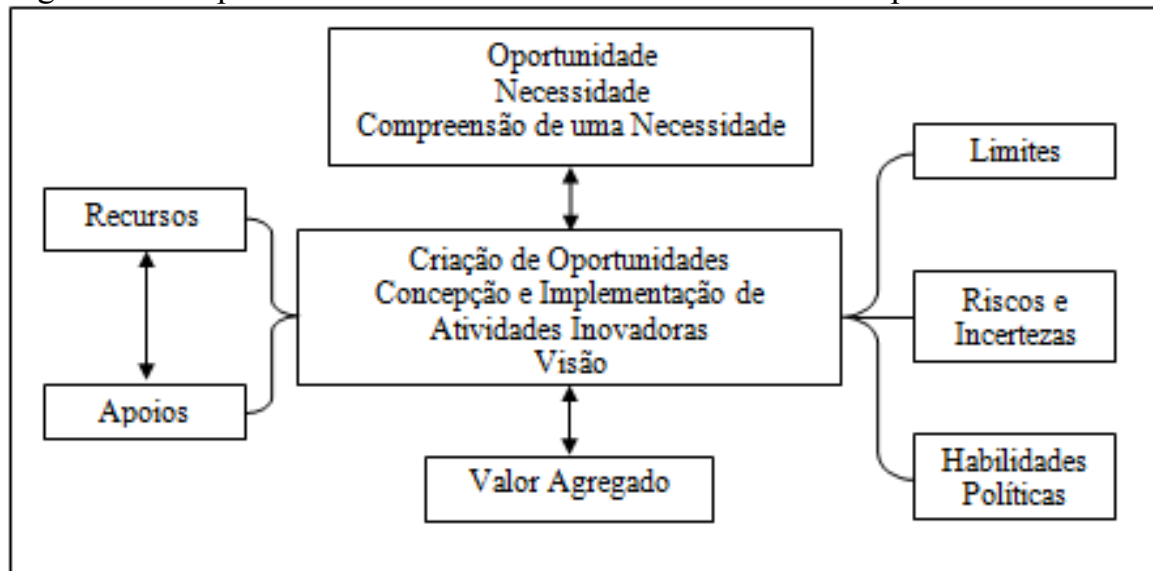 Oportunidade
Necessidade
Compreensão de uma Necessidade
Limites
Recursos
Criação de Oportunidades
Concepção e Implementação de
Atividades Inovadoras
Visão
Riscos e
Incertezas
Apoios
Valor Agregado
Habilidades
Políticas